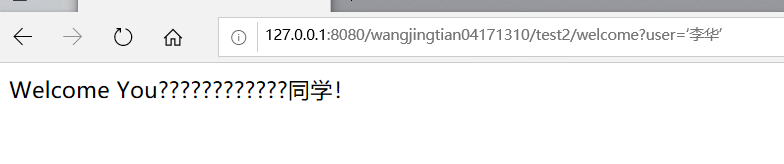 127.0.0.1:8080/wangjingtian04171310/test2/welcome?user='李华'
Welcome You????????????同学!